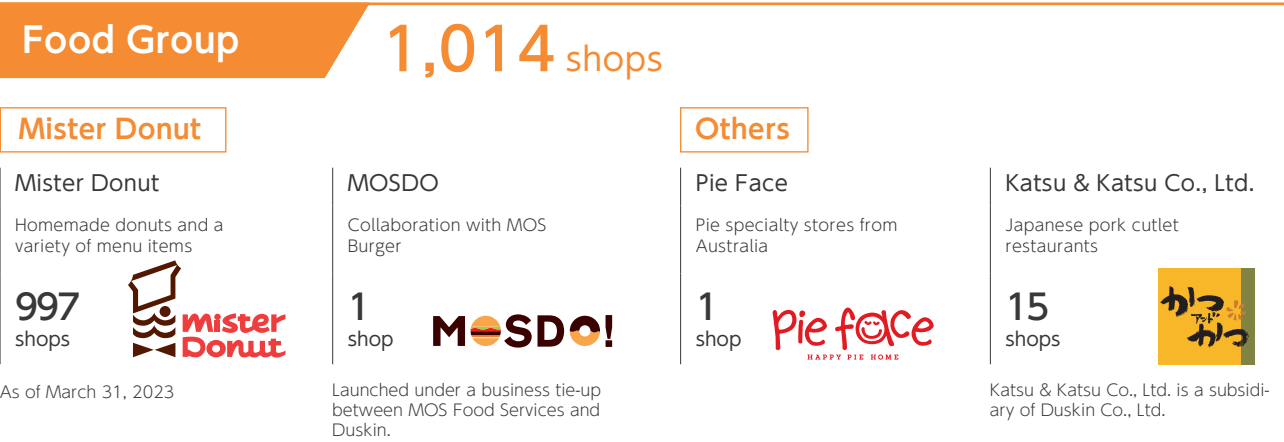 Food Group
1,014 shops
Mister Donut
Mister Donut
Homemade donuts and a
variety of menu items
997
shops
mister
Donut
As of March 31, 2023
MOSDO
Collaboration with MOS
Burger
1
shop
MOSDO!
Launched under a business tie-up
between MOS Food Services and
Duskin.
Others
Pie Face
Pie specialty stores from
Australia
1
shop
Pie face
HAPPY PIE HOME
Katsu & Katsu Co., Ltd.
Japanese pork cutlet
restaurants
15
shops
かつ
アンド
かつ
Katsu & Katsu Co., Ltd. is a subsidi-
ary of Duskin Co., Ltd.